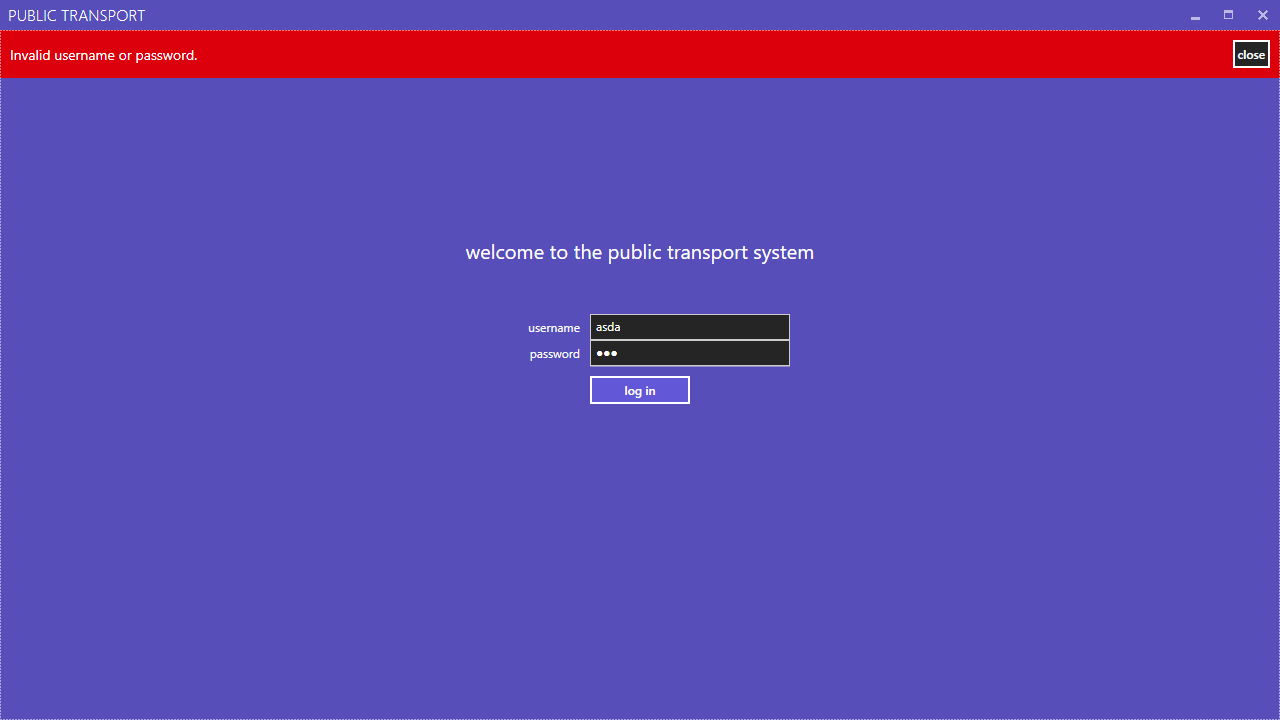 PUBLIC TRANSPORT
Invalid username or password.
close
welcome to the public transport system
username asda
password ●●●
log in